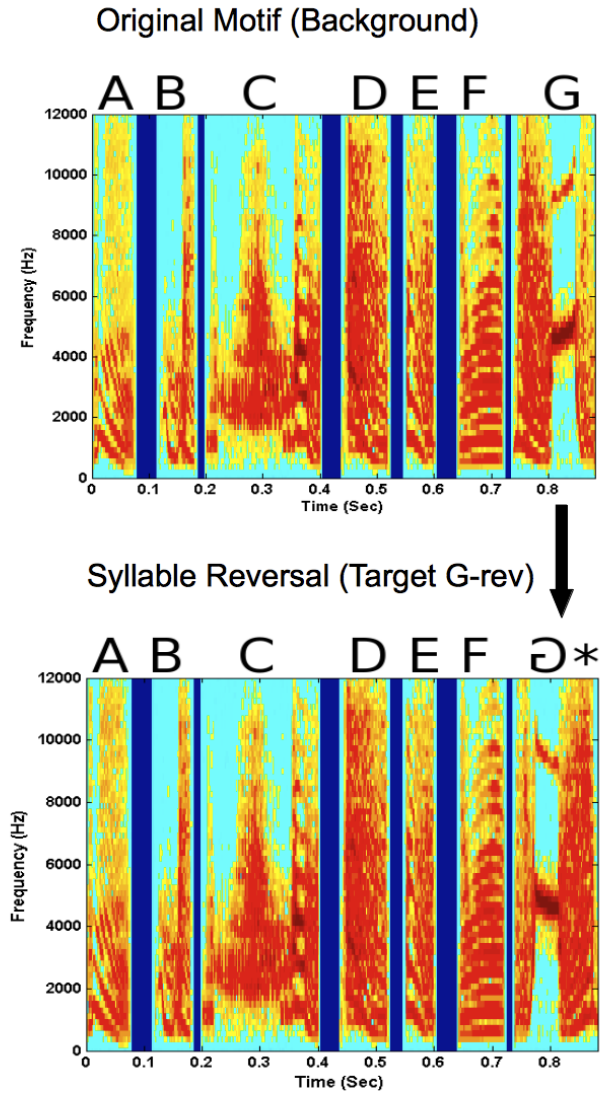 Original Motif (Background)
A B C D E F G
12000
10000
8000
6000
4000
2000
0
Frequency (Hz)
0 0.1 0.2 0.3 0.4 0.5 0.6 0.7 0.8
Time (Sec)
Syllable Reversal (Target G-rev)
A B C D E F G*
12000
10000
8000
6000
4000
2000
0
Frequency (Hz)
0 0.1 0.2 0.3 0.4 0.5 0.6 0.7 0.8
Time (Sec)